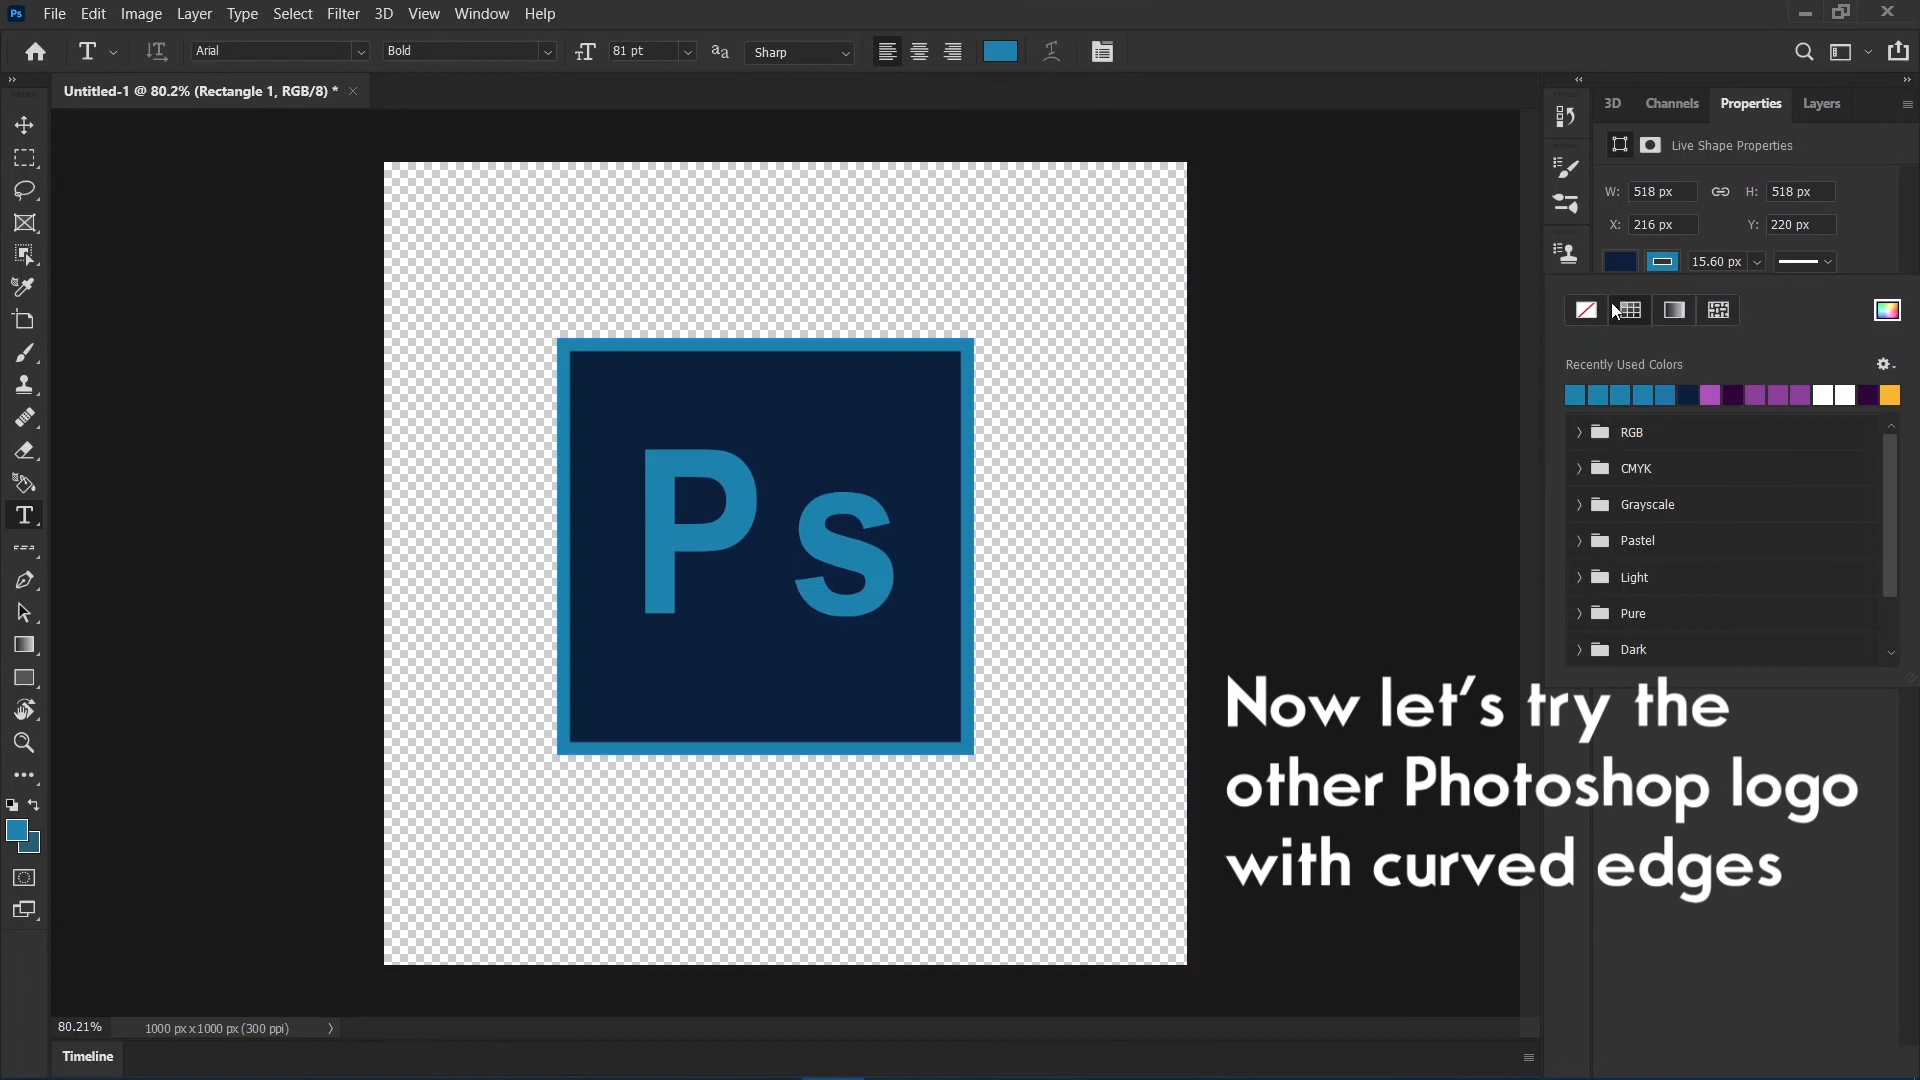 Ps File Edit Image Layer Type Select Filter 3D View Window Help
Arial Bold 81 pt aa Sharp
Untitled-1 @ 80.2% (Rectangle 1, RGB/8) *
3D Channels Properties Layers
Live Shape Properties
W: 518 px H: 518 px
X: 216 px Y: 220 px
15.60 px
Recently Used Colors
RGB
CMYK
Grayscale
Pastel
Light
Pure
Dark
Ps
Now let's try the
other Photoshop logo
with curved edges
80.21% 1000 px x 1000 px (300 ppi)
Timeline